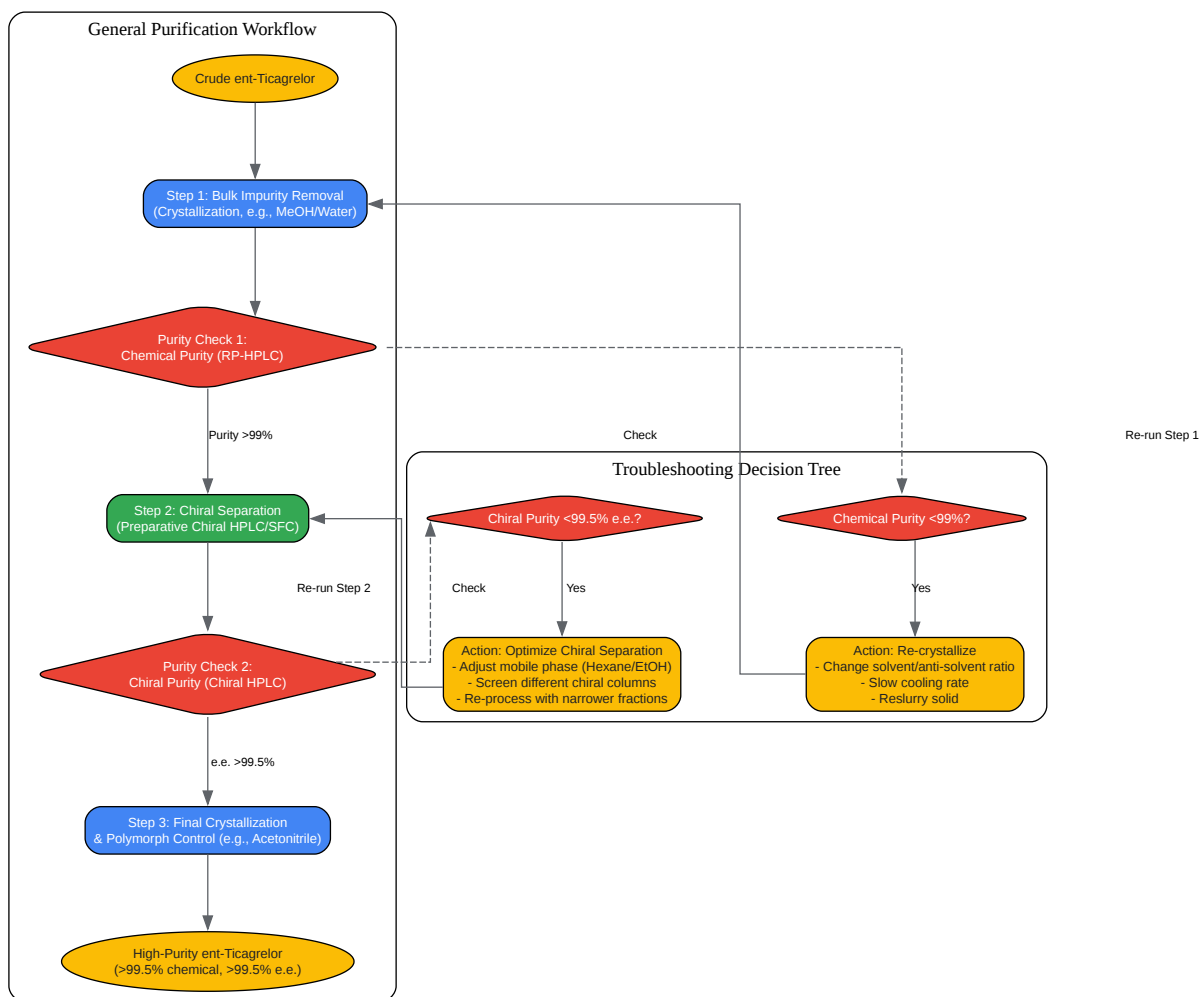 General Purification Workflow
Crude ent-Ticagrelor
Step 1: Bulk Impurity Removal
(Crystallization, e.g., MeOH/Water)
Purity Check 1:
Chemical Purity (RP-HPLC)
Purity >99%
Check
Re-run Step 1
Troubleshooting Decision Tree
Step 2: Chiral Separation
(Preparative Chiral HPLC/SFC)
Chiral Purity <99.5% e.e.?
Chemical Purity <99%?
Re-run Step 2
Check
Yes
Yes
Purity Check 2:
Chiral Purity (Chiral HPLC)
Action: Optimize Chiral Separation
- Adjust mobile phase (Hexane/EtOH)
- Screen different chiral columns
- Re-process with narrower fractions
Action: Re-crystallize
- Change solvent/anti-solvent ratio
- Slow cooling rate
- Reslurry solid
e.e. >99.5%
Step 3: Final Crystallization
& Polymorph Control (e.g., Acetonitrile)
High-Purity ent-Ticagrelor
(>99.5% chemical, >99.5% e.e.)